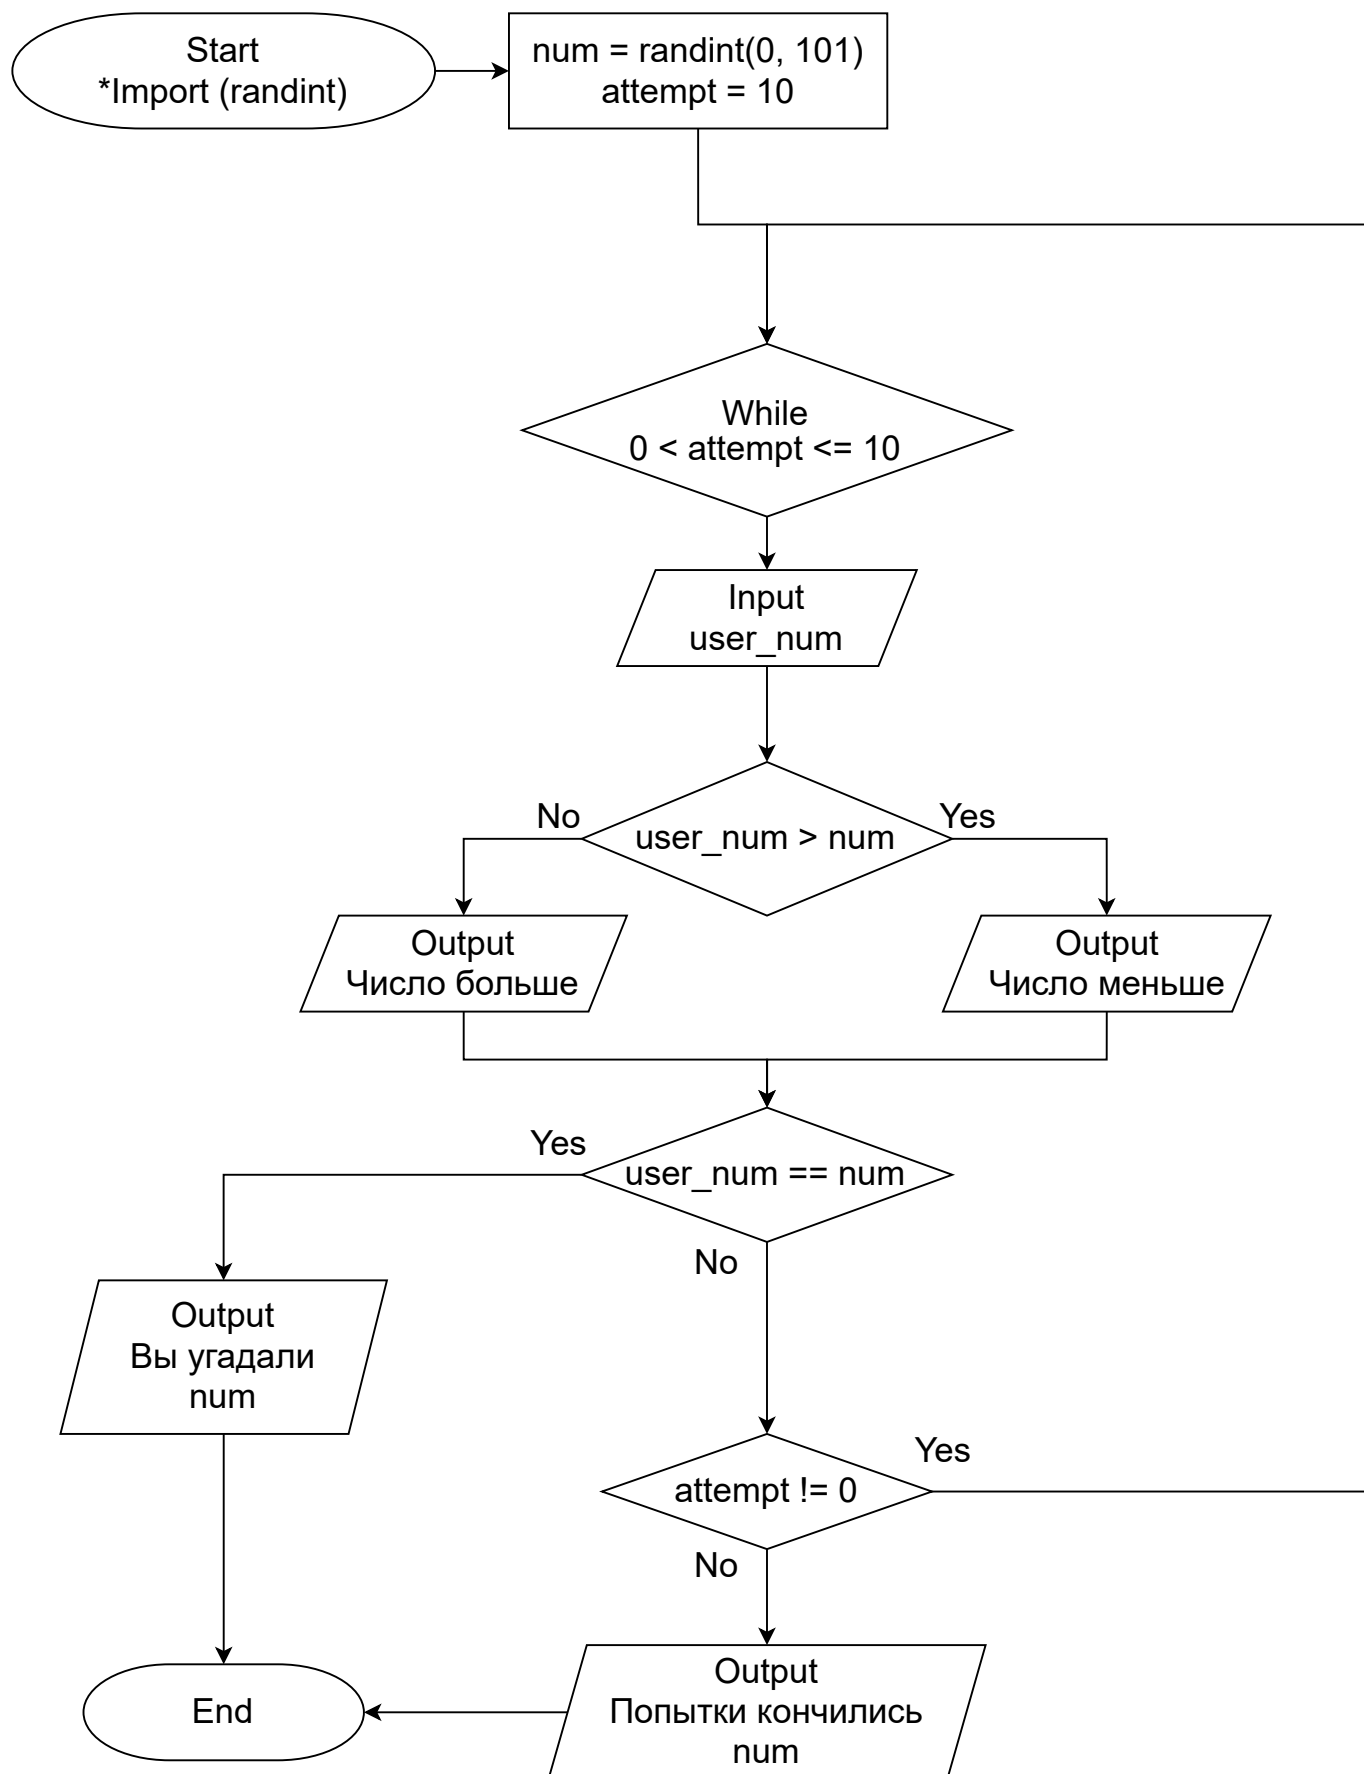 Start
*Import (randint)
num = randint(0, 101)
attempt = 10
While
0 < attempt <= 10
Input
user_num
No
user_num > num
Yes
Output
Число больше
Output
Число меньше
Yes
user_num == num
No
Output
Вы угадали
num
Yes
attempt != 0
No
Output
Попытки кончились
num
End